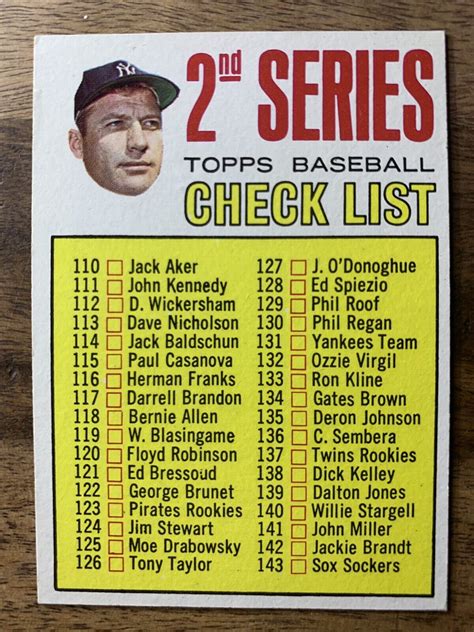 NY
2nd SERIES
TOPPS BASEBALL
CHECK LIST
110 Jack Aker
111 John Kennedy
112 D. Wickersham
113 Dave Nicholson
114 Jack Baldschun
115 Paul Casanova
116 Herman Franks
117 Darrell Brandon
118 Bernie Allen
119 W. Blasingame
120 Floyd Robinson
121 Ed Bressoud
122 George Brunet
123 Pirates Rookies
124 Jim Stewart
125 Moe Drabowsky
126 Tony Taylor
127 J. O'Donoghue
128 Ed Spiezio
129 Phil Roof
130 Phil Regan
131 Yankees Team
132 Ozzie Virgil
133 Ron Kline
134 Gates Brown
135 Deron Johnson
136 C. Sembera
137 Twins Rookies
138 Dick Kelley
139 Dalton Jones
140 Willie Stargell
141 John Miller
142 Jackie Brandt
143 Sox Sockers